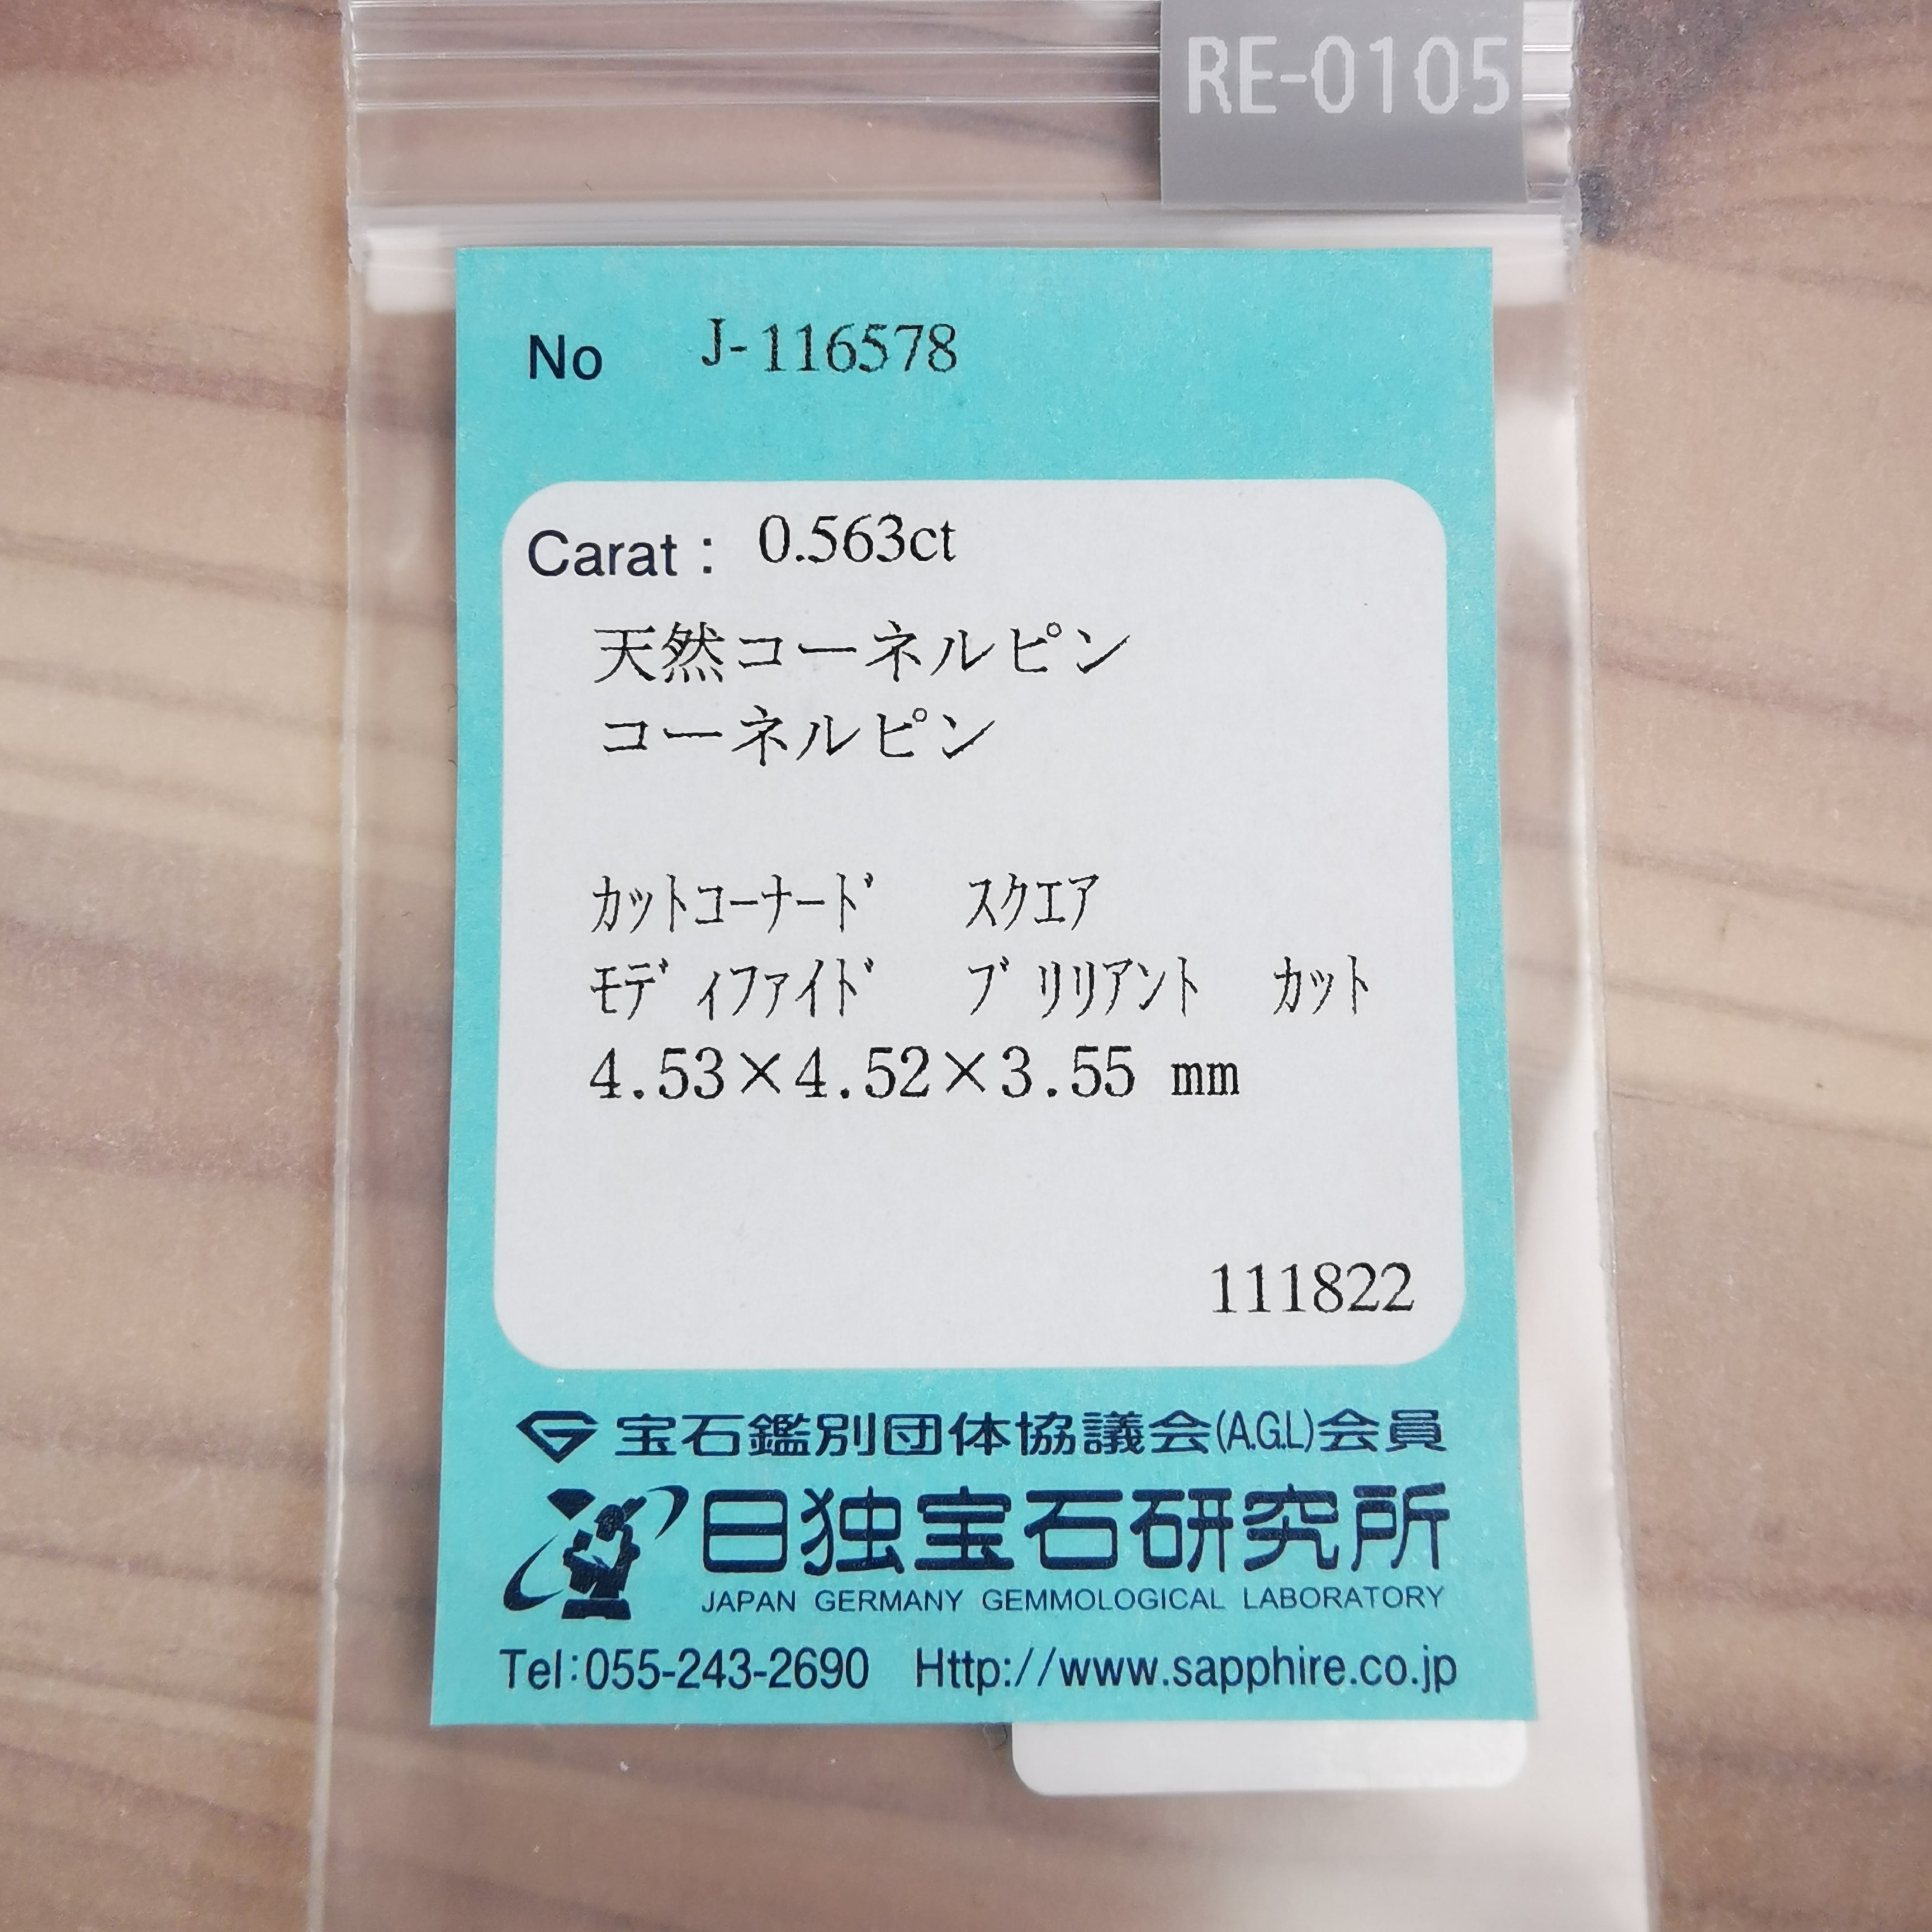 RE-0105
No J-116578
Carat : 0.563ct
天然コーネルピン
コーネルピン
ｶｯﾄｺｰﾅｰﾄﾞ ｽｸｴｱ
ﾓﾃﾞｨﾌｧｲﾄﾞ ﾌﾞﾘﾘｱﾝﾄ ｶｯﾄ
4.53×4.52×3.55 mm
111822
宝石鑑別団体協議会(A.G.L)会員
日独宝石研究所
JAPAN GERMANY GEMMOLOGICAL LABORATORY
Tel:055-243-2690 Http://www.sapphire.co.jp